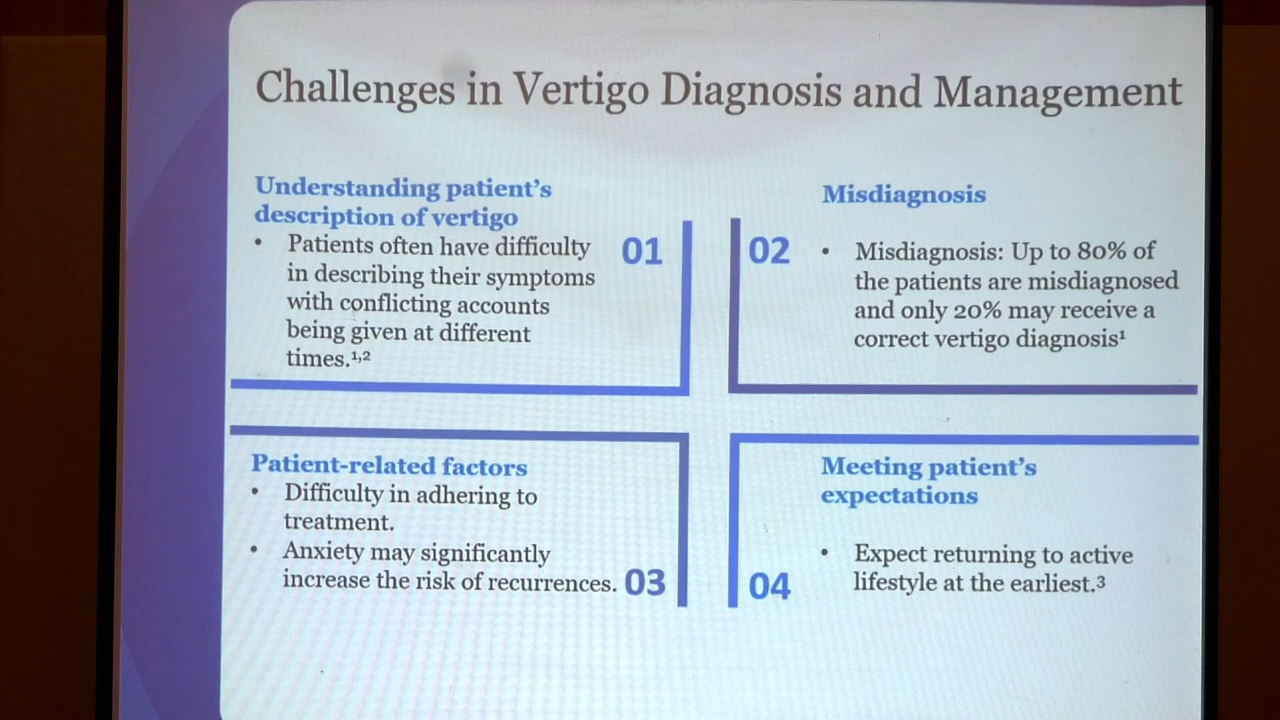 Challenges in Vertigo Diagnosis and Management
Understanding patient's
description of vertigo
• Patients often have difficulty
in describing their symptoms
with conflicting accounts
being given at different
times.¹,²
01
Misdiagnosis
02
• Misdiagnosis: Up to 80% of
the patients are misdiagnosed
and only 20% may receive a
correct vertigo diagnosis¹
Patient-related factors
• Difficulty in adhering to
treatment.
• Anxiety may significantly
increase the risk of recurrences.
03
Meeting patient's
expectations
04
• Expect returning to active
lifestyle at the earliest.³